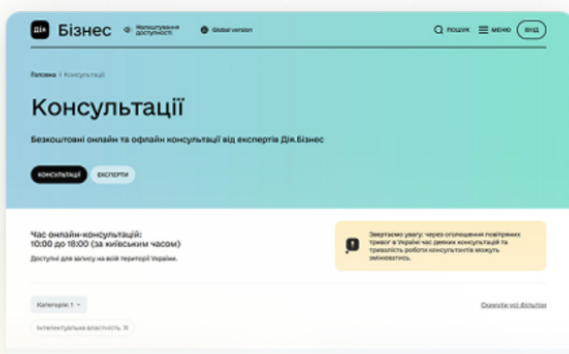 Дія Бізнес
Налаштування
доступності
Global version
ПОШУК
МЕНЮ
ВХІД
Головна | Консультації
Консультації
Безкоштовні онлайн та офлайн консультації від експертів Дія.Бізнес
КОНСУЛЬТАЦІЇ
ЕКСПЕРТИ
Час онлайн-консультацій:
10:00 до 18:00 (за київським часом)
Доступні для запису на всій території України.
Звертаємо увагу: через оголошення повітряних
тривог в Україні час деяких консультацій та
тривалість роботи консультантів можуть
змінюватись.
Категорія: 1
Скинути усі фільтри
Інтелектуальна власність